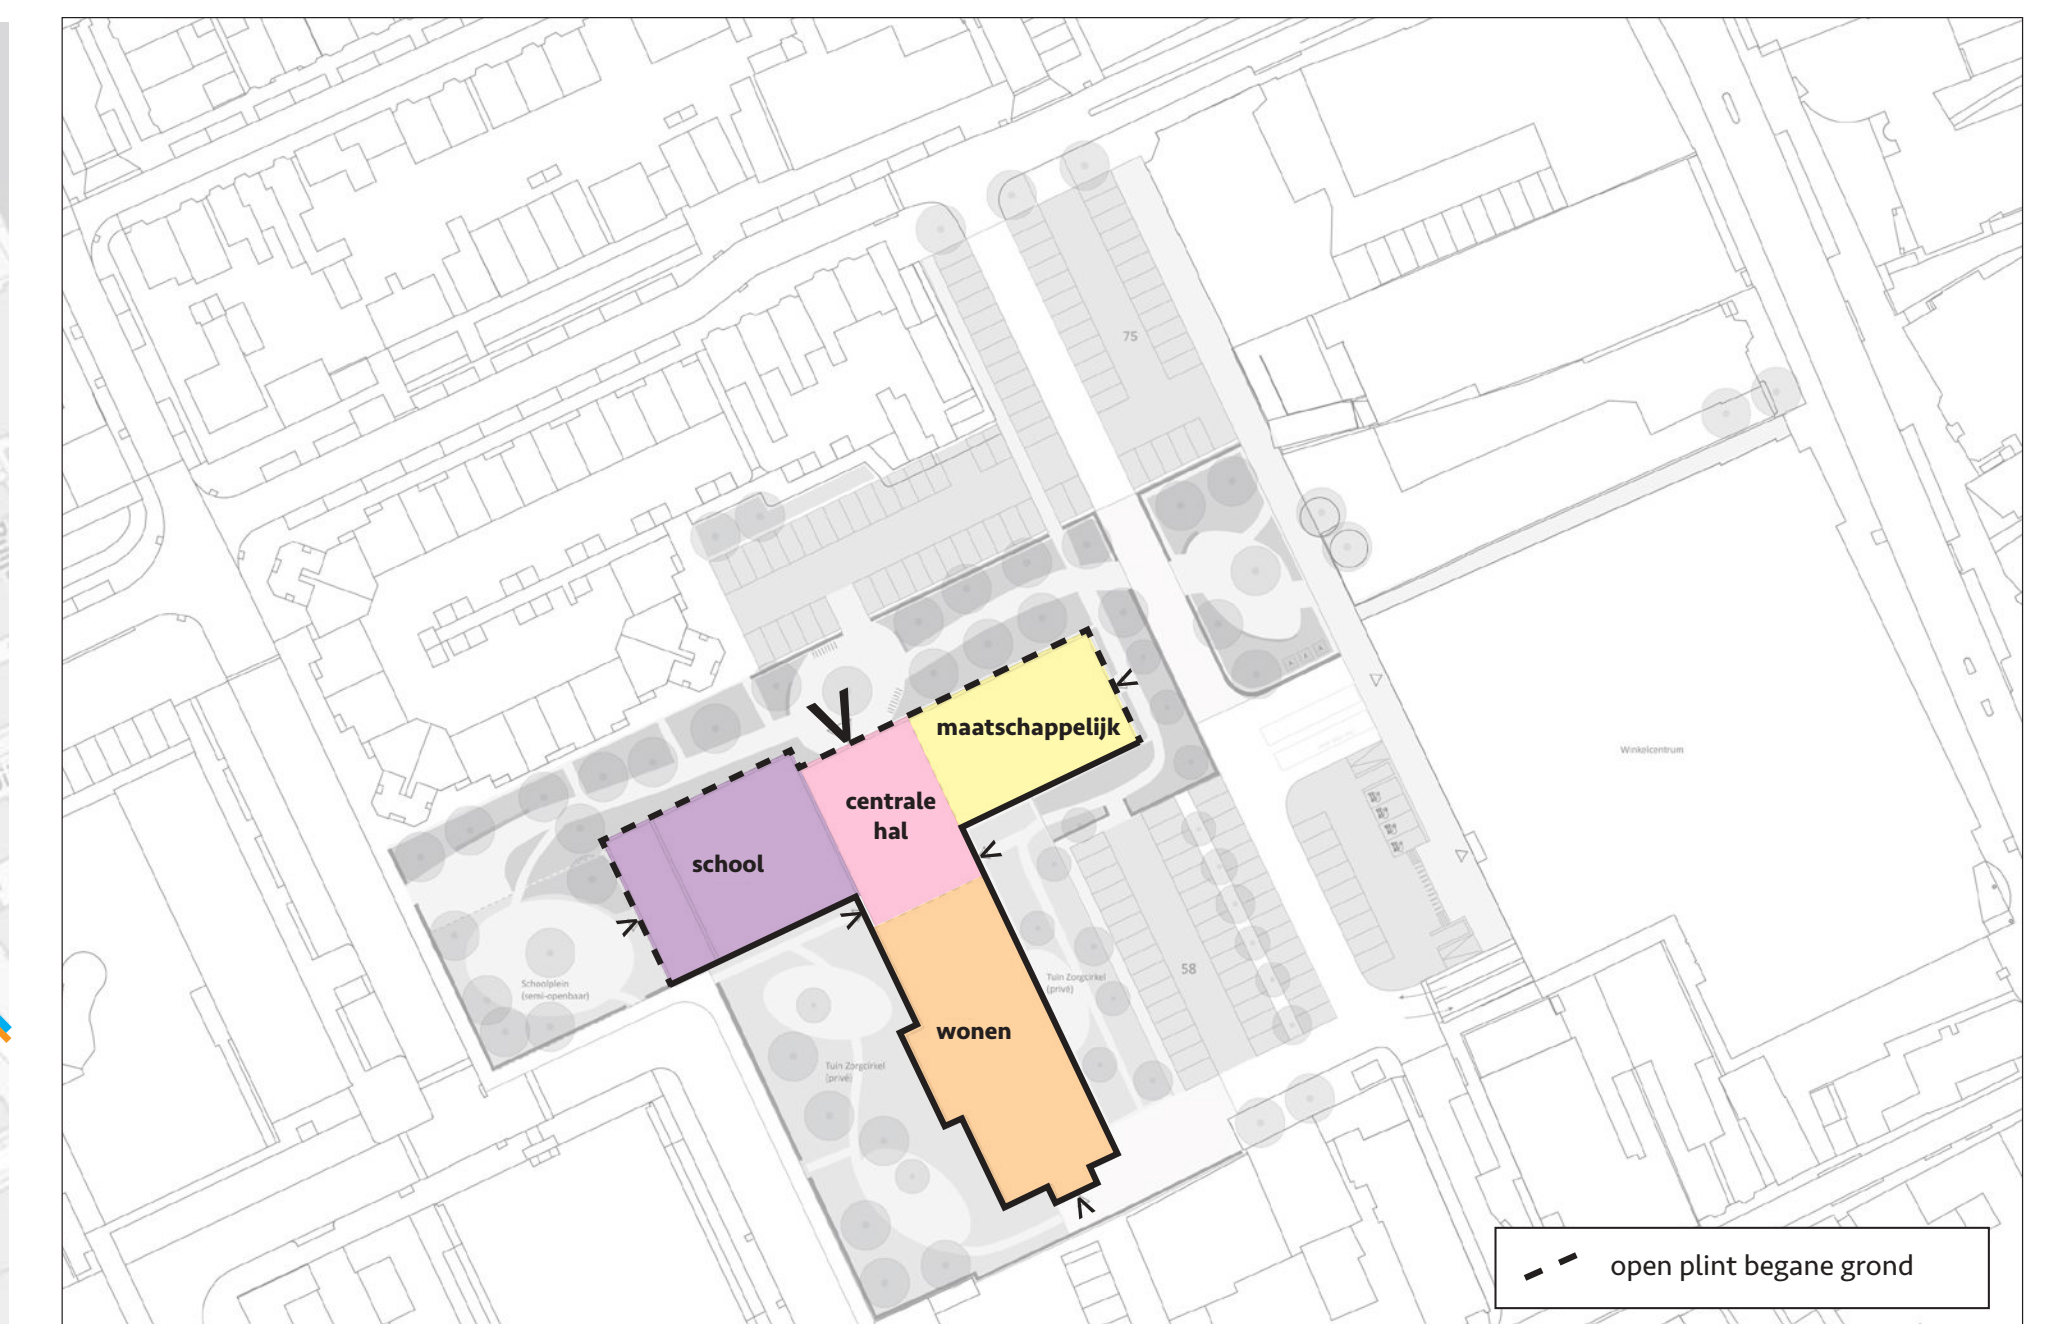 75
maatschappelijk
Winkelcentrum
centrale
hal
school
58
Schoolplein
(semi-openbaar)
Tuin Zorgcirkel
(privé)
wonen
Tuin Zorgcirkel
(privé)
open plint begane grond